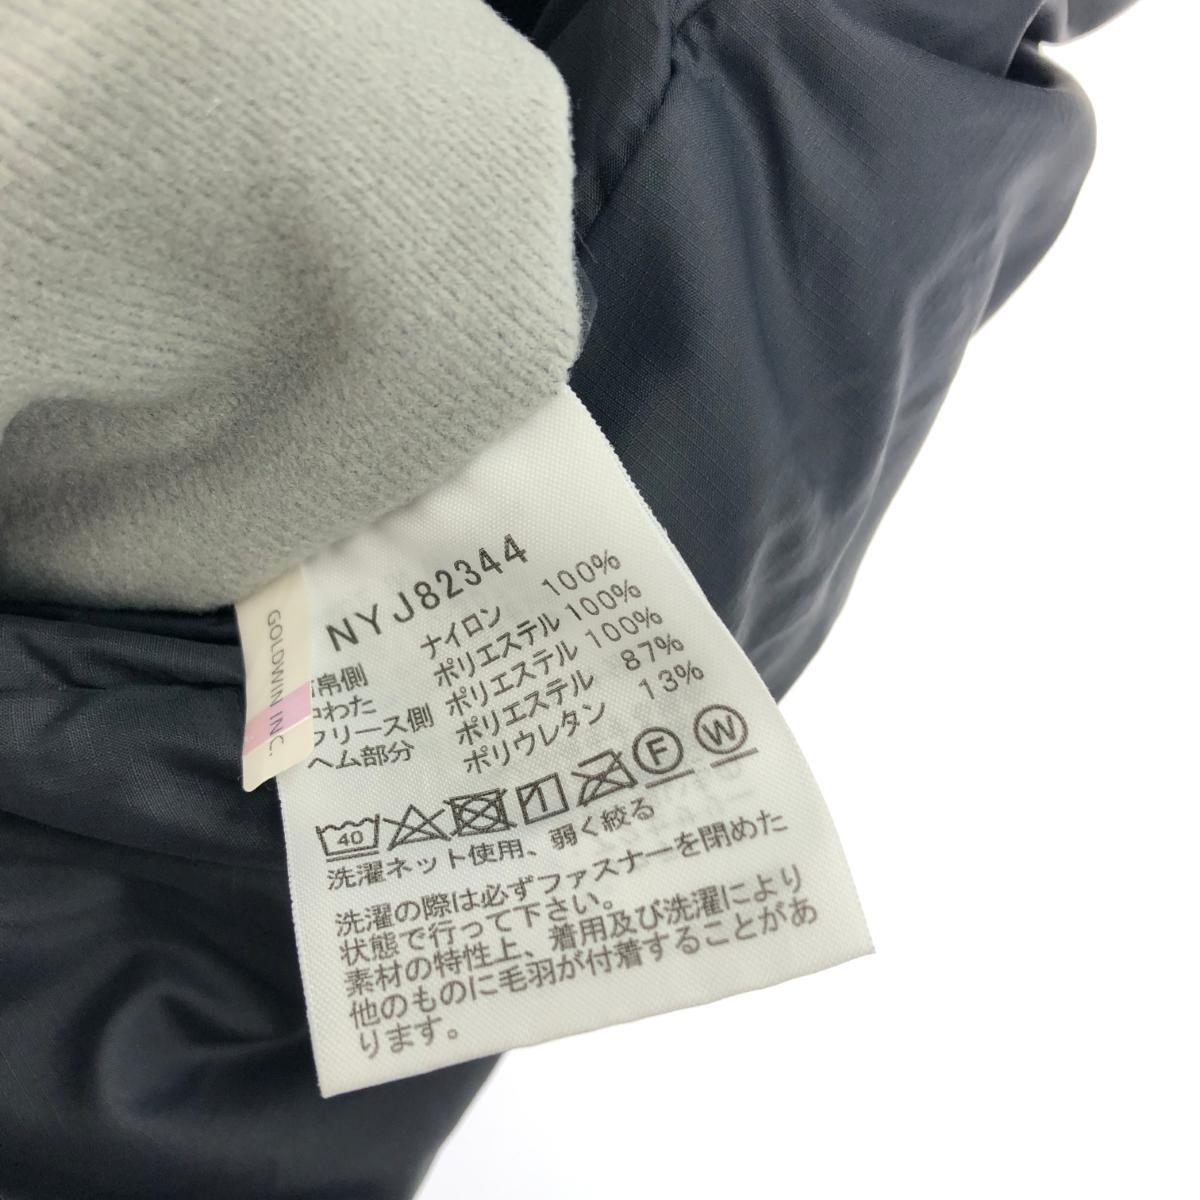 NYJ82344
布帛側 ナイロン 100%
中わた ポリエステル 100%
フリース側 ポリエステル 100%
ヘム部分 ポリエステル 87%
ポリウレタン 13%
GOLDWIN INC.
40 F W
洗濯ネット使用、弱く絞る
洗濯の際は必ずファスナーを閉めた
状態で行って下さい。
素材の特性上、着用及び洗濯により
他のものに毛羽が付着することがあ
ります。